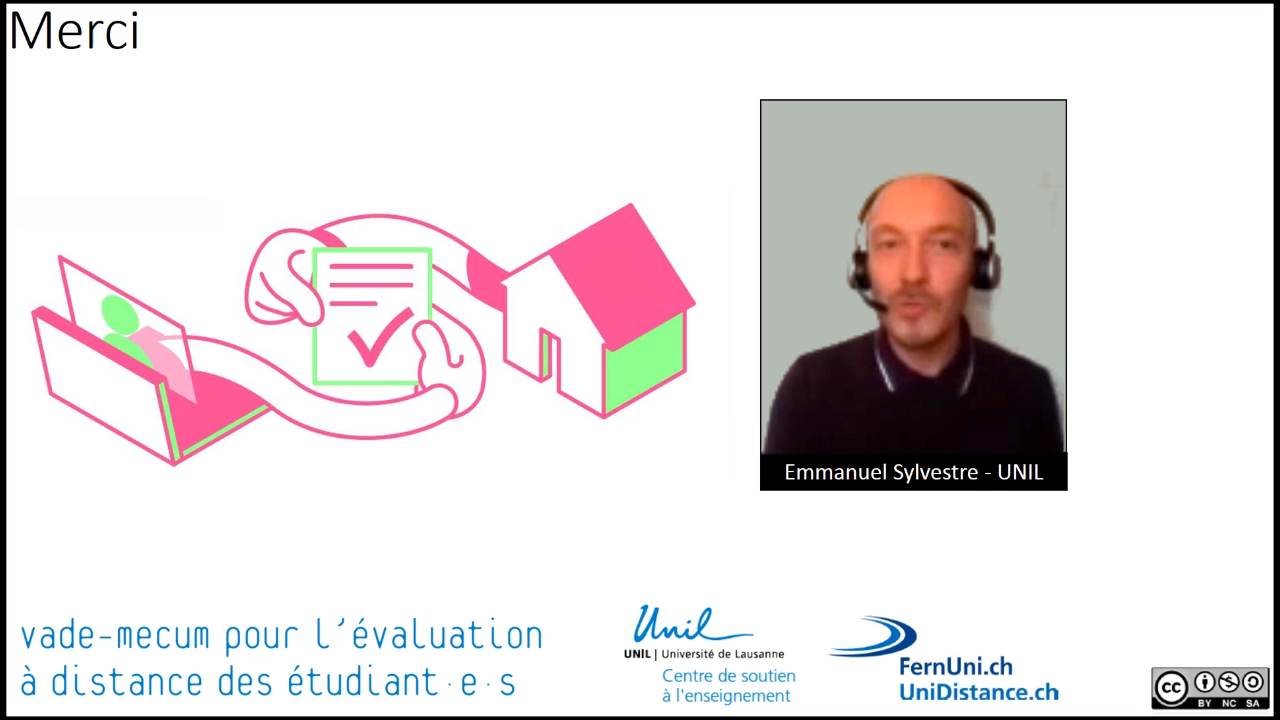 Merci
Emmanuel Sylvestre - UNIL
vade-mecum pour l'évaluation
à distance des étudiant·e·s
Unil
UNIL | Université de Lausanne
Centre de soutien
à l'enseignement
FernUni.ch
UniDistance.ch
cc
BY NC SA